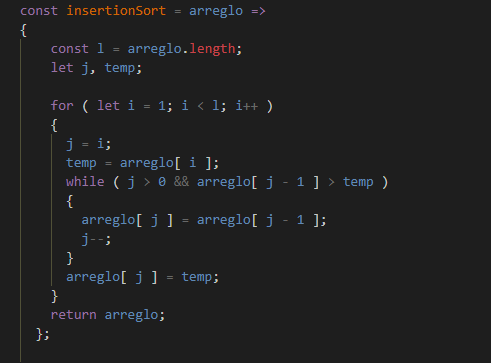 const insertionSort = arreglo =>
{
    const l = arreglo.length;
    let j, temp;

    for ( let i = 1; i < l; i++ )
    {
      j = i;
      temp = arreglo[ i ];
      while ( j > 0 && arreglo[ j - 1 ] > temp )
      {
        arreglo[ j ] = arreglo[ j - 1 ];
        j--;
      }
      arreglo[ j ] = temp;
    }
    return arreglo;
  };